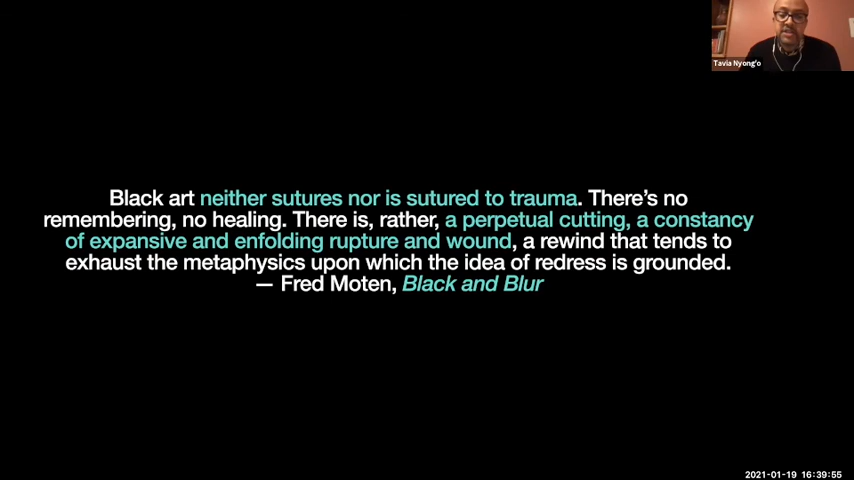 Tavia Nyong'o
Black art neither sutures nor is sutured to trauma. There's no
remembering, no healing. There is, rather, a perpetual cutting, a constancy
of expansive and enfolding rupture and wound, a rewind that tends to
exhaust the metaphysics upon which the idea of redress is grounded.
— Fred Moten, Black and Blur
2021-01-19 16:39:55